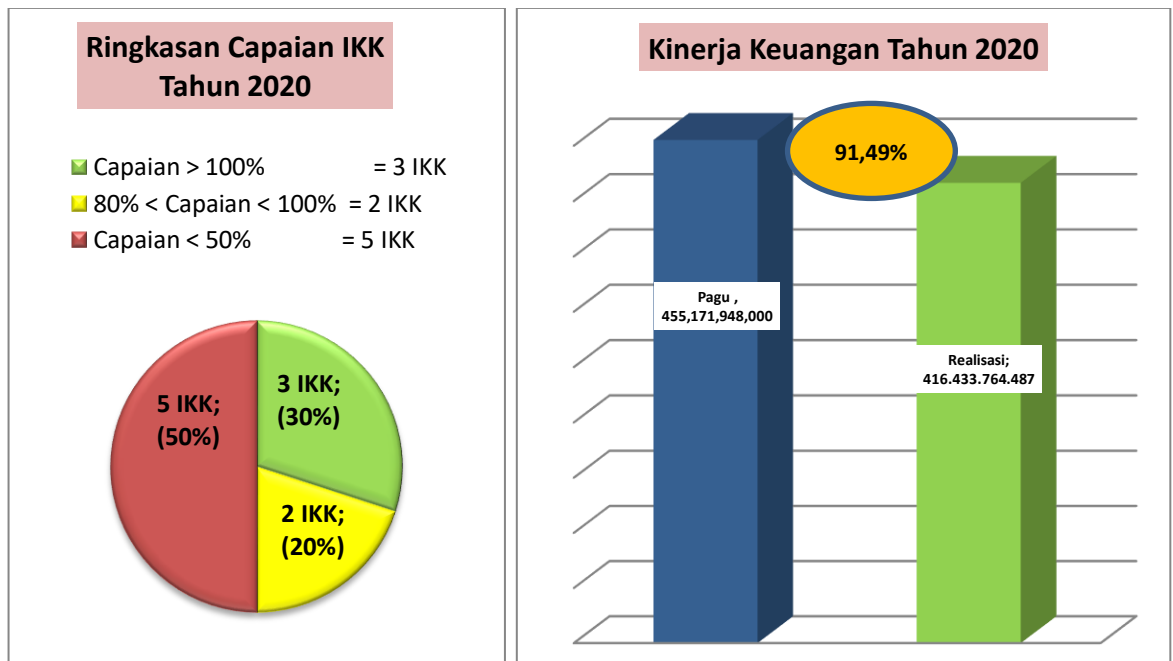 Ringkasan Capaian IKK
Tahun 2020
Capaian > 100% = 3 IKK
80% < Capaian < 100% = 2 IKK
Capaian < 50% = 5 IKK
5 IKK;
(50%)
3 IKK;
(30%)
2 IKK;
(20%)
Kinerja Keuangan Tahun 2020
91,49%
Pagu ,
455,171,948,000
Realisasi;
416.433.764.487